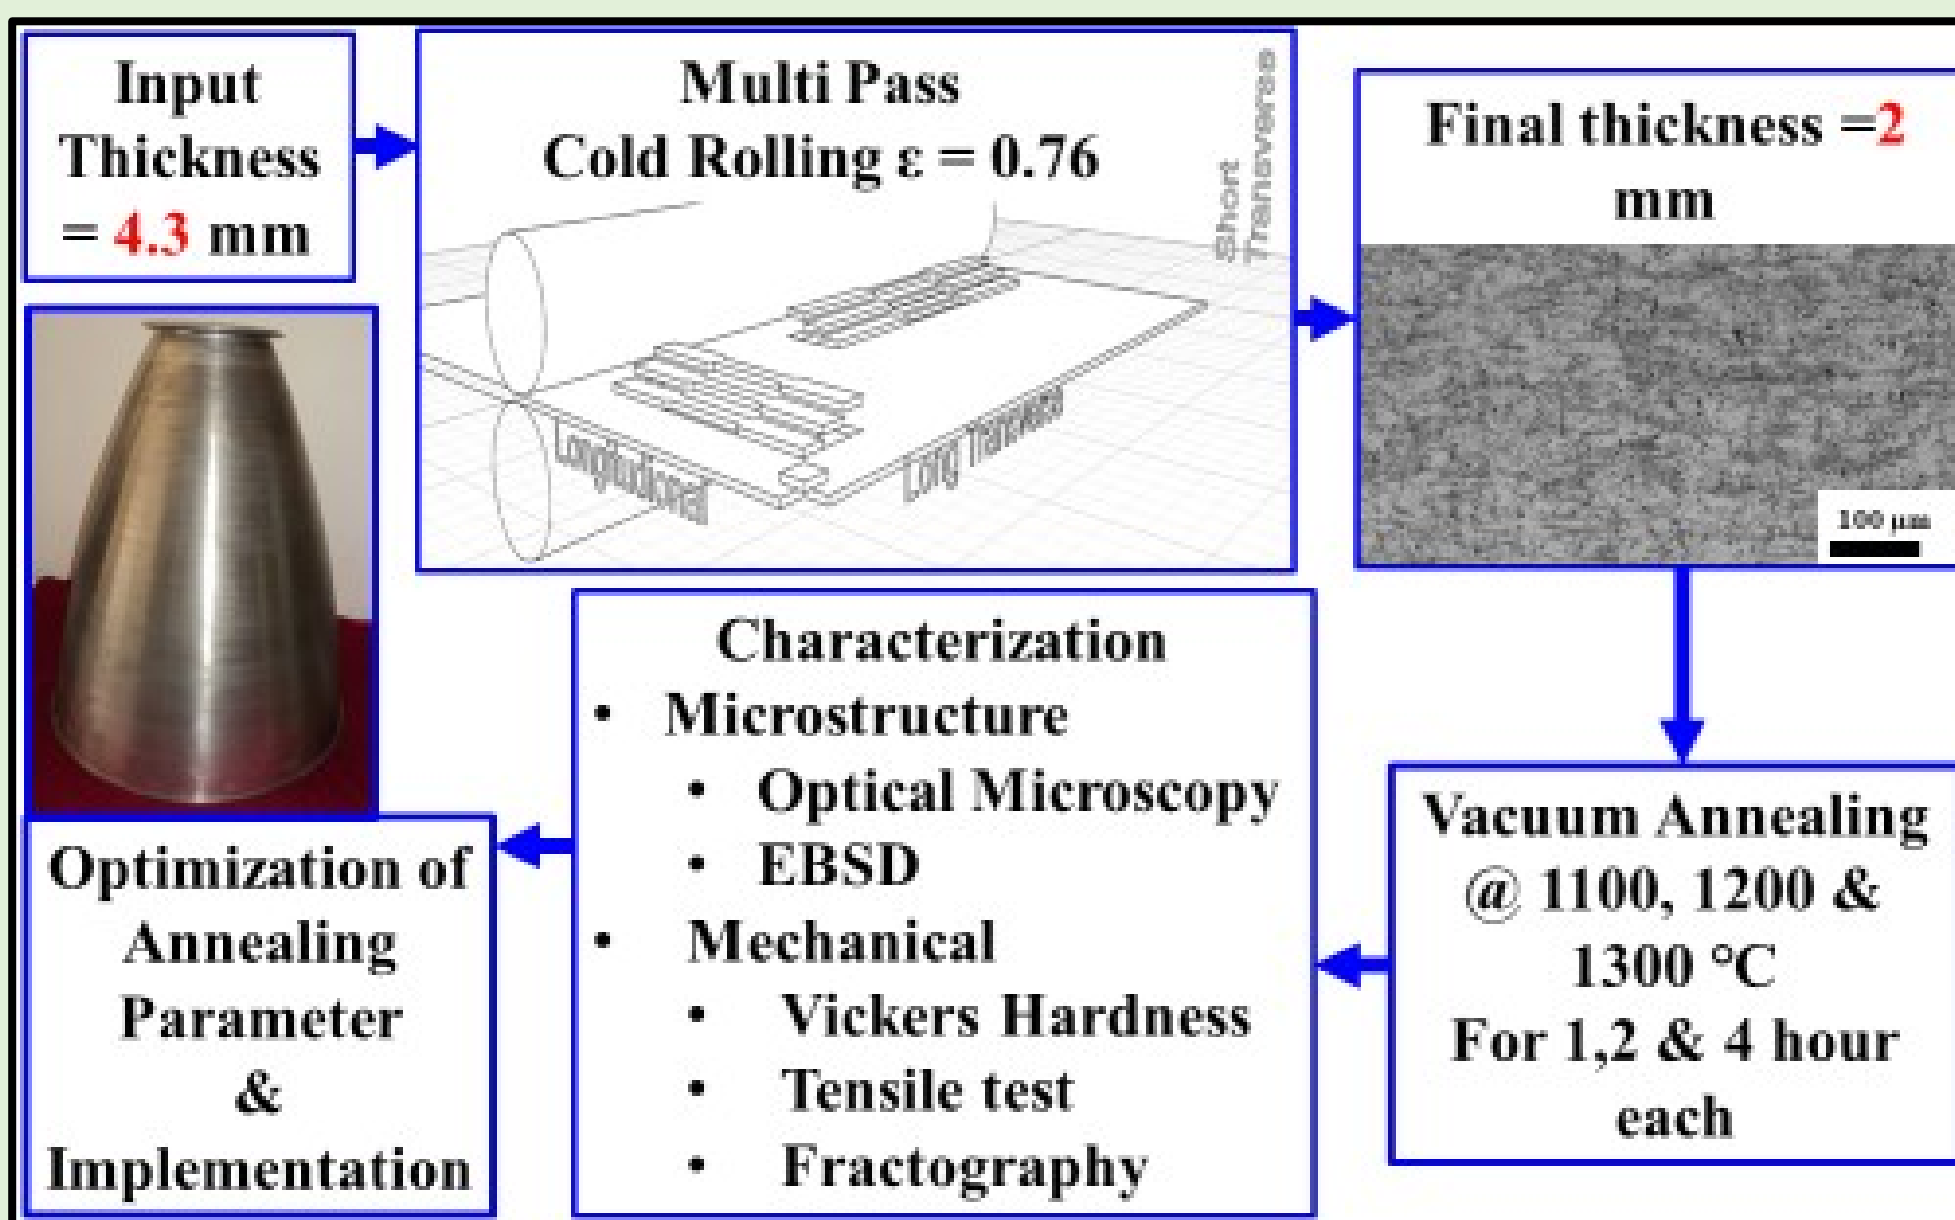 Input
Thickness
= 4.3 mm
Multi Pass
Cold Rolling ε = 0.76
Short
Transverse
Longitudional
Long Transvers
Final thickness =2
mm
100 μm
Vacuum Annealing
@ 1100, 1200 &
1300 °C
For 1,2 & 4 hour
each
Characterization
• Microstructure
• Optical Microscopy
• EBSD
• Mechanical
• Vickers Hardness
• Tensile test
• Fractography
Optimization of
Annealing
Parameter
&
Implementation